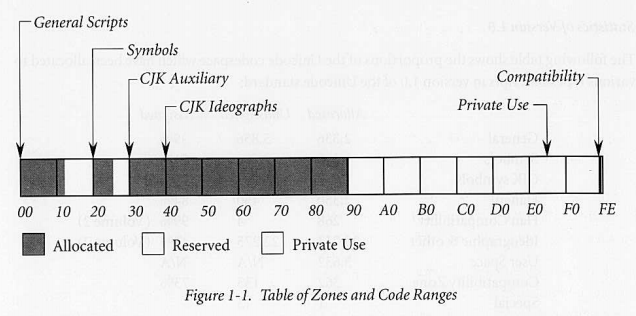 General Scripts
Symbols
CJK Auxiliary
CJK Ideographs
Compatibility
Private Use
00 10 20 30 40 50 60 70 80 90 A0 B0 C0 D0 E0 F0 FE
Allocated Reserved Private Use
Figure 1-1. Table of Zones and Code Ranges